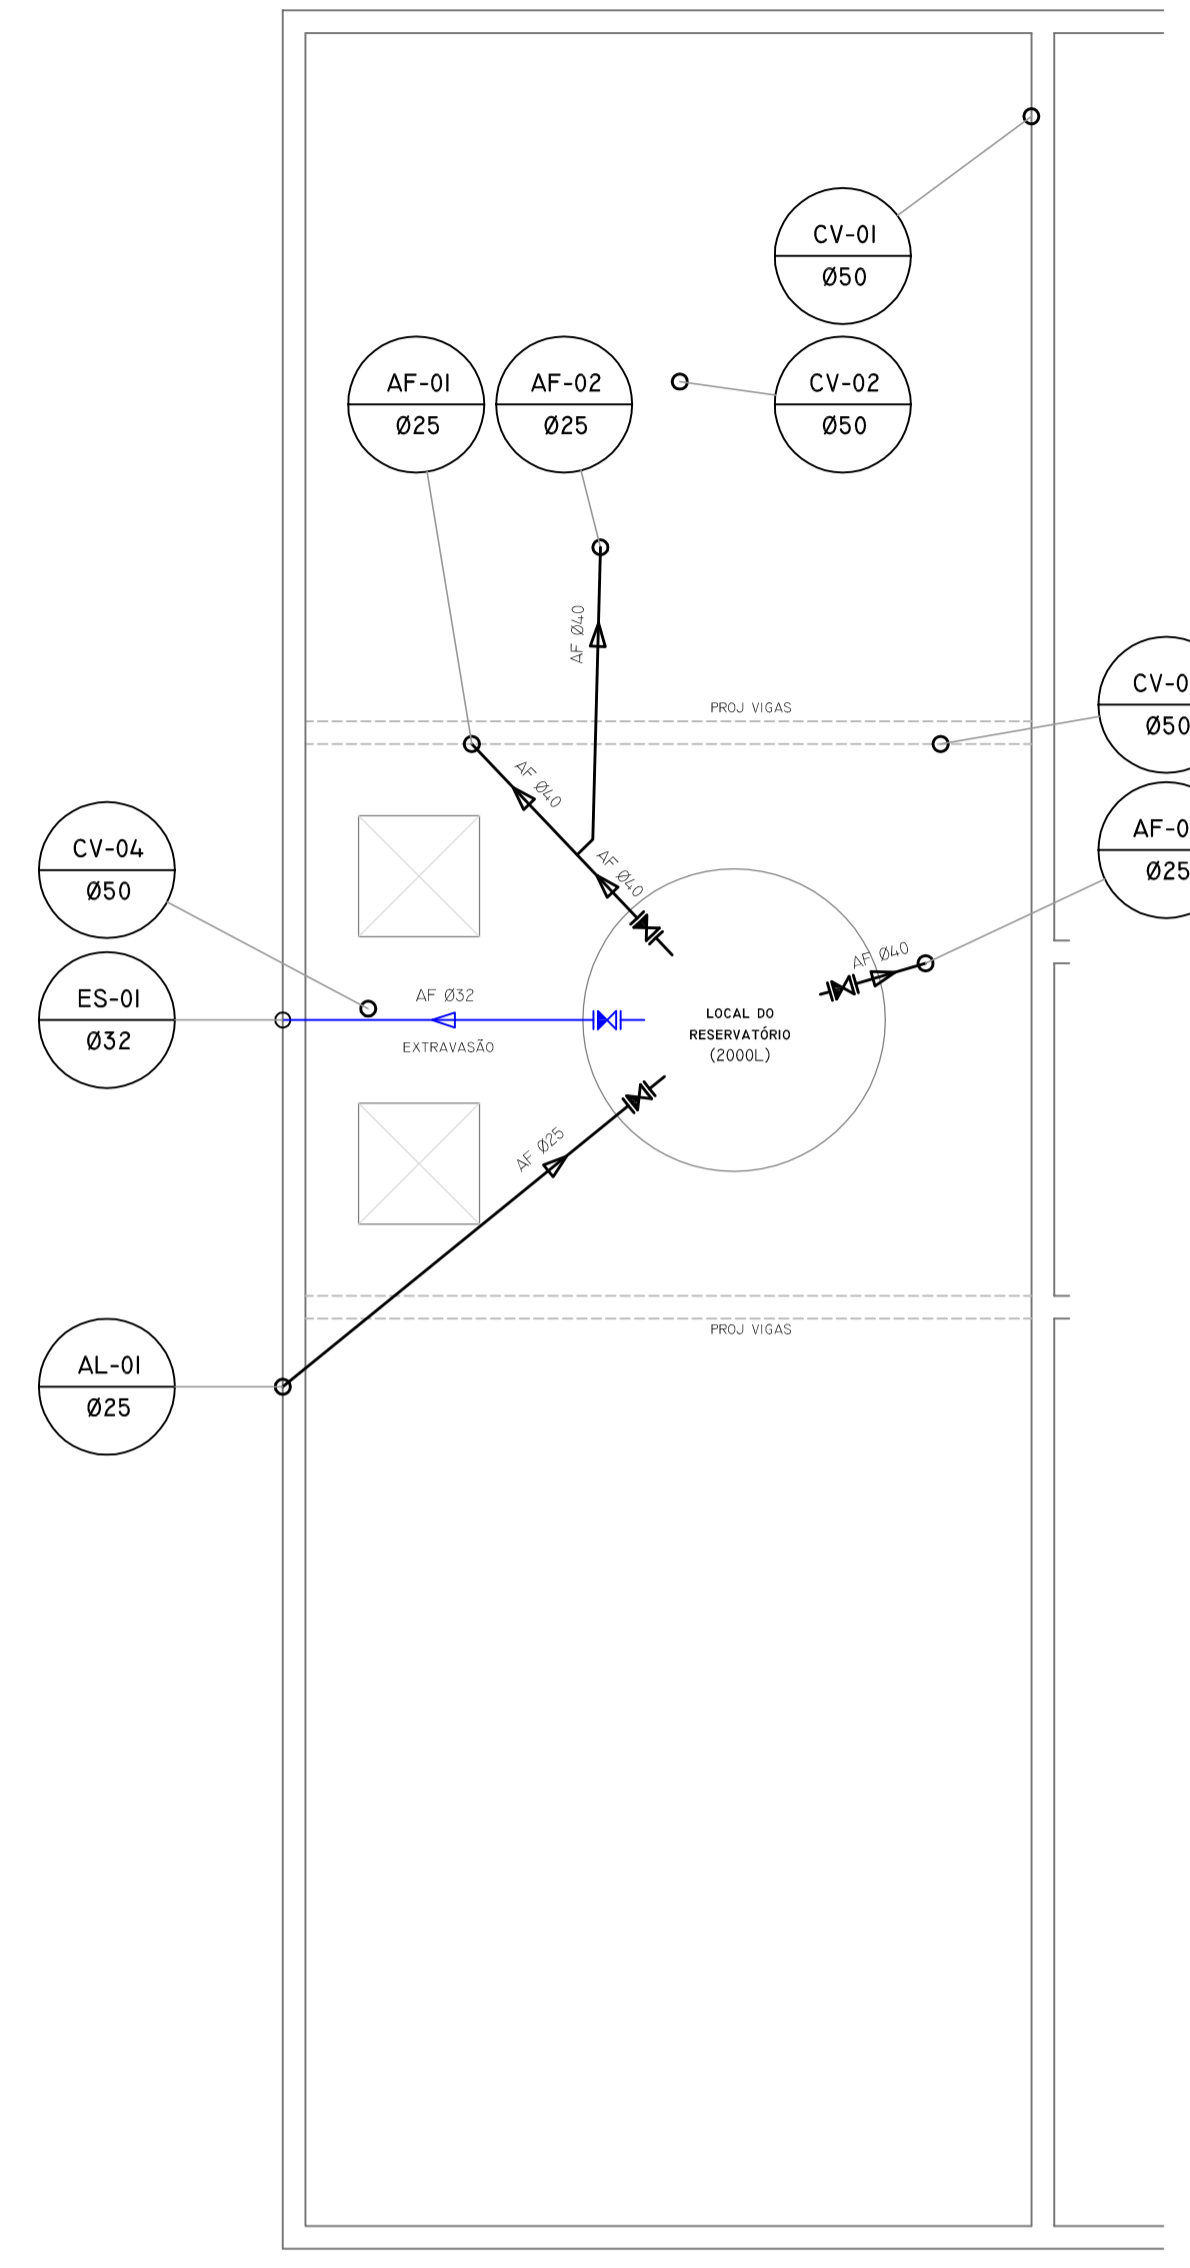 CV-01
Ø50
AF-01
Ø25
AF-02
Ø25
CV-02
Ø50
AF Ø40
PROJ VIGAS
CV-0
Ø50
AF Ø40
AF-0
Ø25
CV-04
Ø50
AF Ø40
AF Ø40
ES-01
Ø32
AF Ø32
EXTRAVASÃO
LOCAL DO
RESERVATÓRIO
(2000L)
AF Ø25
PROJ VIGAS
AL-01
Ø25